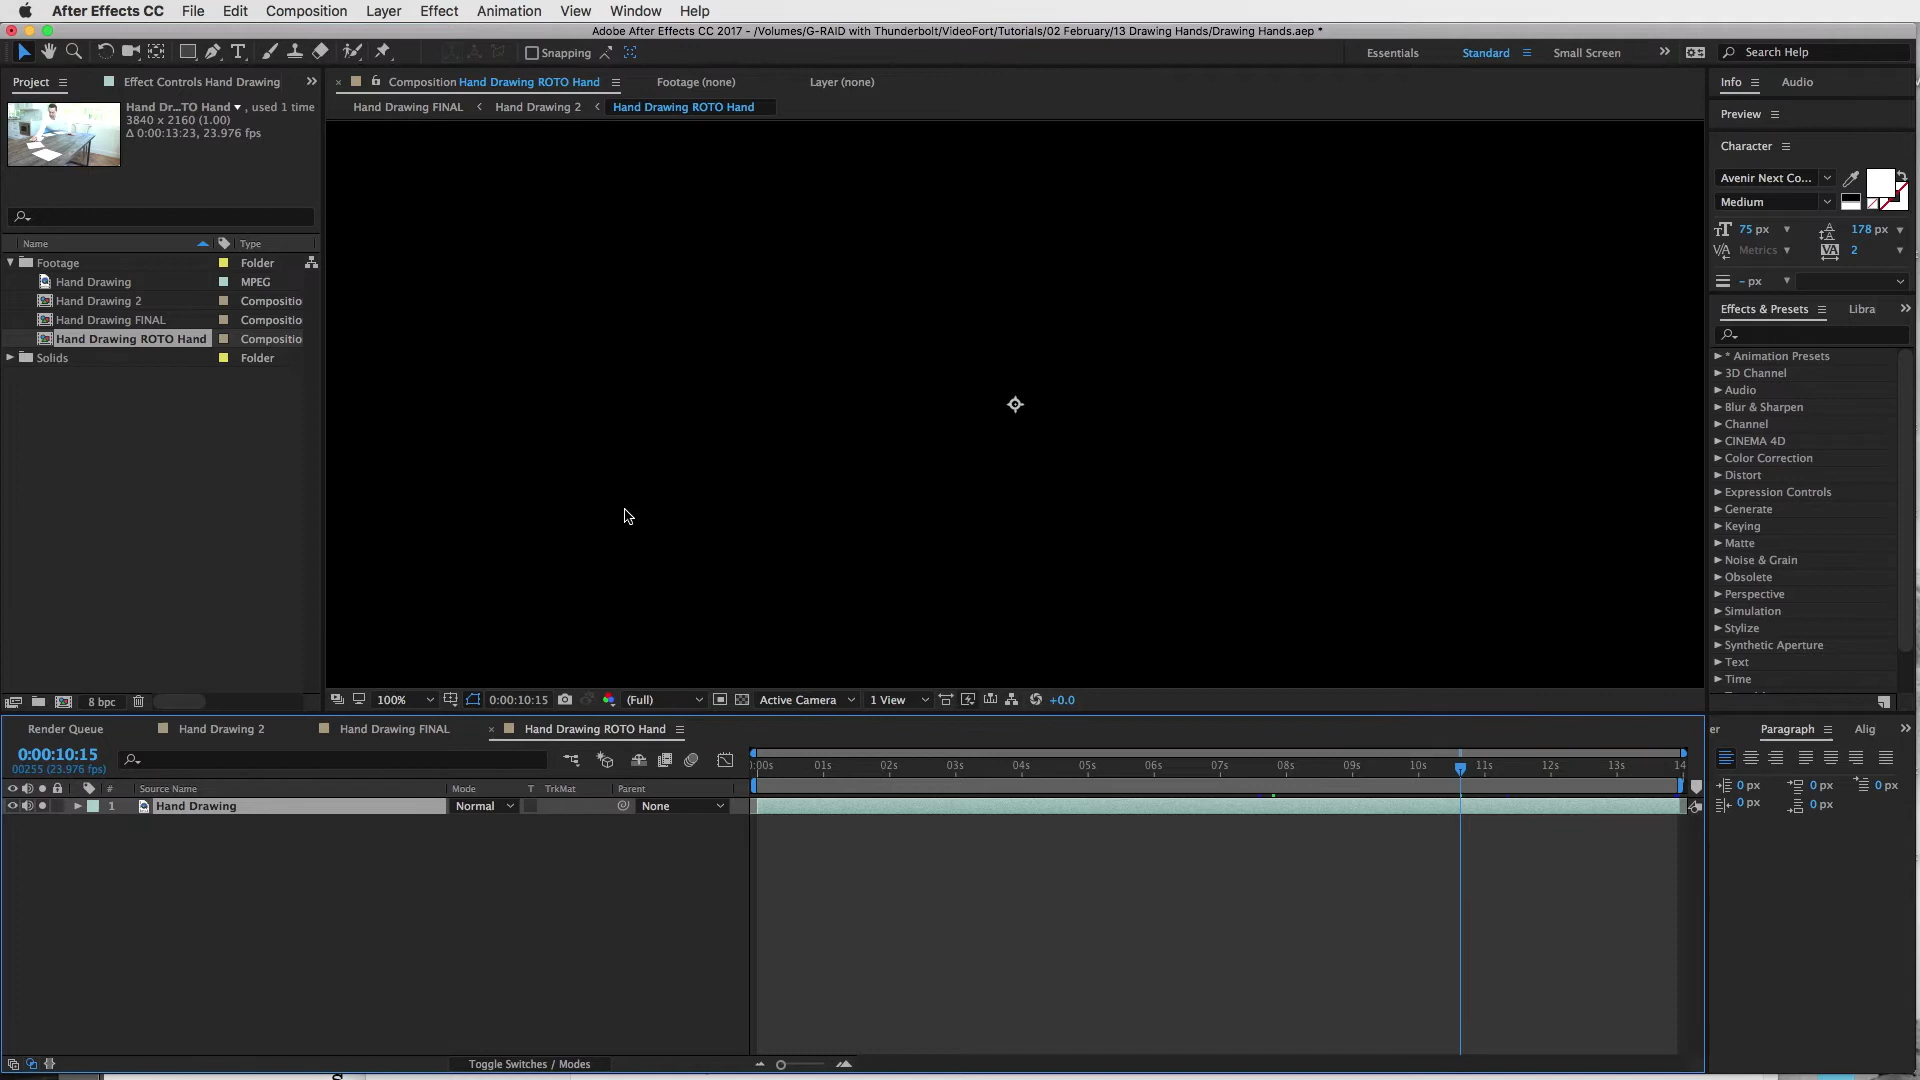 After Effects CC File Edit Composition Layer Effect Animation View Window Help
Adobe After Effects CC 2017 - /Volumes/G-RAID with Thunderbolt/VideoFort/Tutorials/02 February/13 Drawing Hands/Drawing Hands.aep *
Snapping Essentials Standard Small Screen Search Help
Project Effect Controls Hand Drawing
Hand Dr...TO Hand , used 1 time
3840 x 2160 (1.00)
Δ 0:00:13:23, 23.976 fps
Name Type
Footage Folder
Hand Drawing MPEG
Hand Drawing 2 Compositio
Hand Drawing FINAL Compositio
Hand Drawing ROTO Hand Compositio
Solids Folder
8 bpc
Composition Hand Drawing ROTO Hand Footage (none) Layer (none)
Hand Drawing FINAL Hand Drawing 2 Hand Drawing ROTO Hand
100% 0:00:10:15 (Full) Active Camera 1 View +0.0
Info Audio
Preview
Character
Avenir Next Co...
Medium
75 px 178 px
Metrics 2
- px
Effects & Presets Libra
* Animation Presets
3D Channel
Audio
Blur & Sharpen
Channel
CINEMA 4D
Color Correction
Distort
Expression Controls
Generate
Keying
Matte
Noise & Grain
Obsolete
Perspective
Simulation
Stylize
Synthetic Aperture
Text
Time
Render Queue Hand Drawing 2 Hand Drawing FINAL Hand Drawing ROTO Hand
0:00:10:15
00255 (23.976 fps)
:00s 01s 02s 03s 04s 05s 06s 07s 08s 09s 10s 11s 12s 13s 14
# Source Name Mode T TrkMat Parent
1 Hand Drawing Normal None
Toggle Switches / Modes
er Paragraph Alig
0 px 0 px 0 px
0 px 0 px